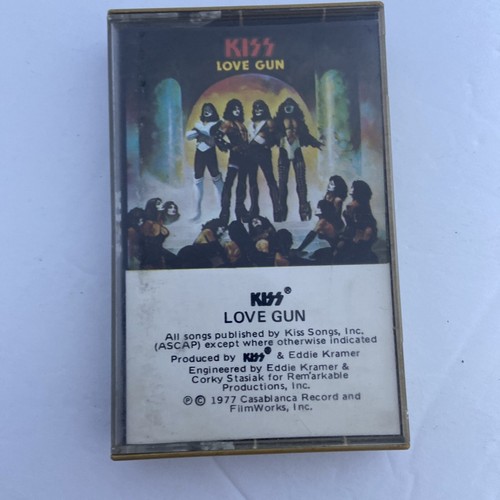 KISS
LOVE GUN
KISS®
LOVE GUN
All songs published by Kiss Songs, Inc.
(ASCAP) except where otherwise indicated
Produced by KISS® & Eddie Kramer
Engineered by Eddie Kramer &
Corky Stasiak for Remarkable
Productions, Inc.
℗ © 1977 Casablanca Record and
FilmWorks, Inc.